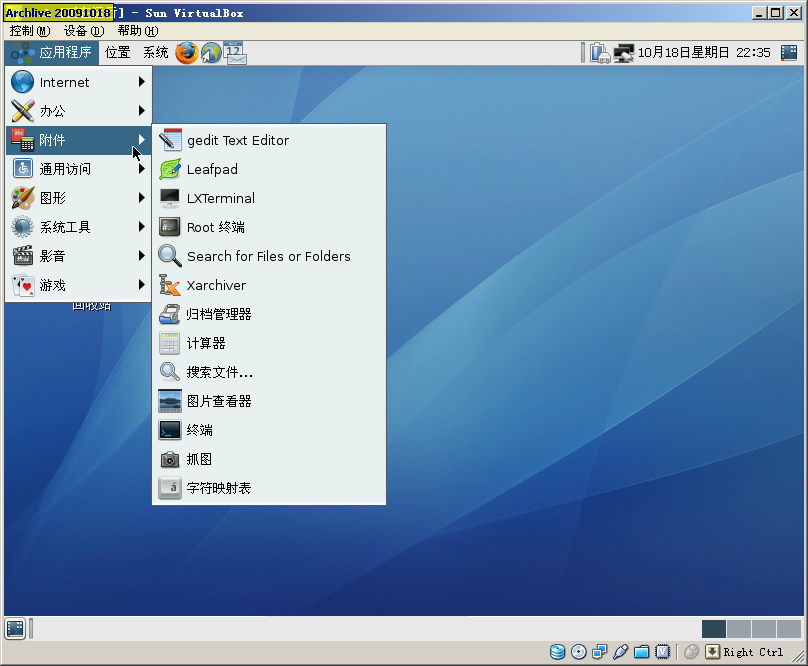 Archlive 20091018 行] - Sun VirtualBox
控制(M) 设备(D) 帮助(H)
应用程序 位置 系统 12 10月18日星期日 22:35
Internet
办公
附件
通用访问
图形
系统工具
影音
游戏
gedit Text Editor
Leafpad
LXTerminal
Root 终端
Search for Files or Folders
Xarchiver
归档管理器
计算器
搜索文件...
图片查看器
终端
抓图
字符映射表
回收站
Right Ctrl